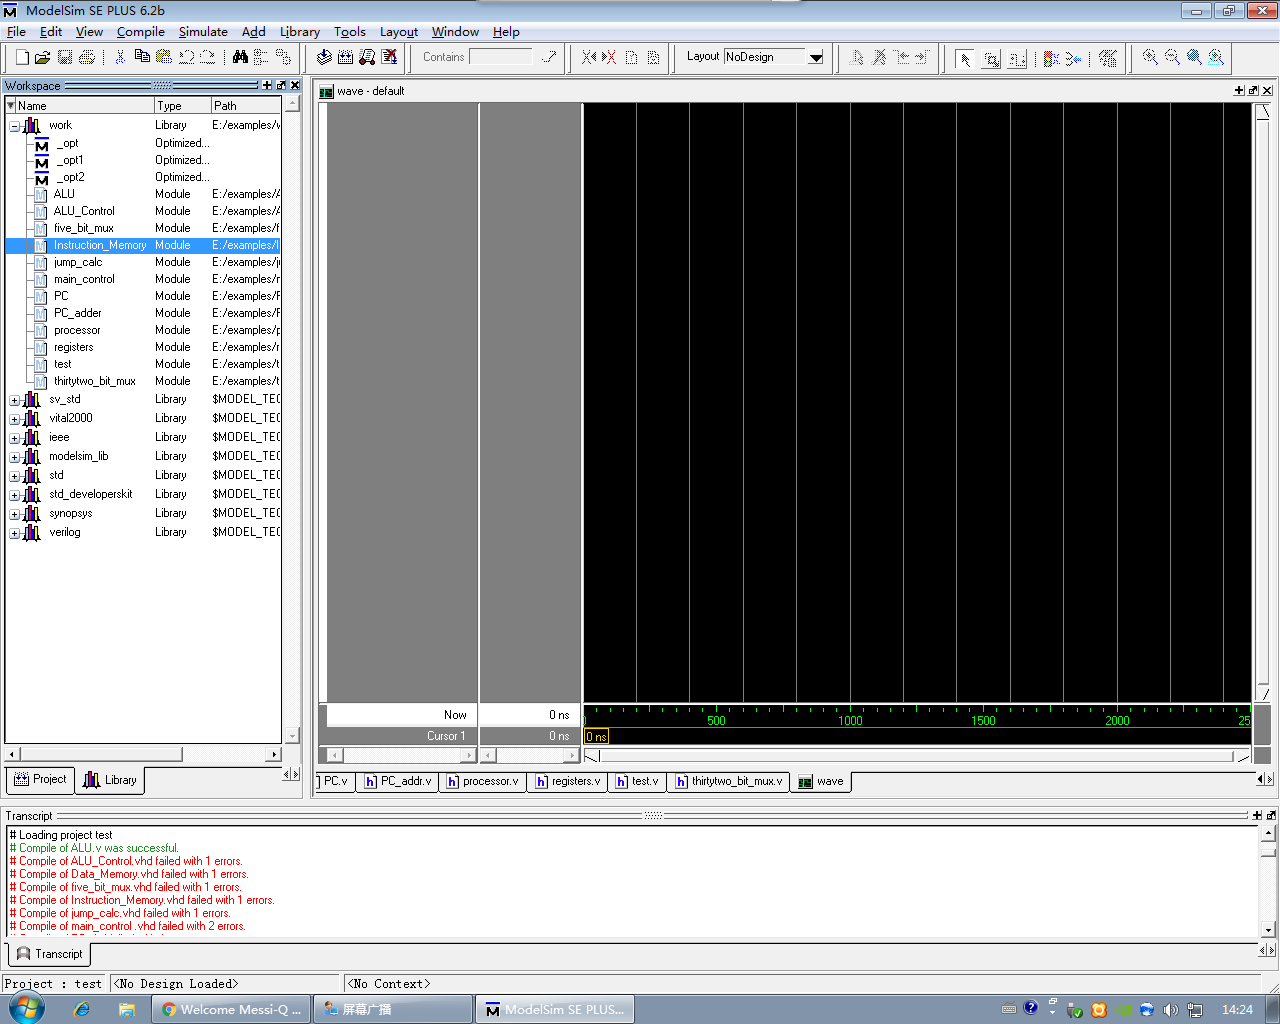 ModelSim SE PLUS 6.2b
File Edit View Compile Simulate Add Library Tools Layout Window Help
Contains
Layout NoDesign
Workspace
Name Type Path
work Library E:/examples/
_opt Optimized...
_opt1 Optimized...
_opt2 Optimized...
ALU Module E:/examples/
ALU_Control Module E:/examples/
five_bit_mux Module E:/examples/f
Instruction_Memory Module E:/examples/
jump_calc Module E:/examples/
main_control Module E:/examples/
PC Module E:/examples/
PC_adder Module E:/examples/
processor Module E:/examples/
registers Module E:/examples/
test Module E:/examples/t
thirtytwo_bit_mux Module E:/examples/t
sv_std Library $MODEL_TE
vital2000 Library $MODEL_TE
ieee Library $MODEL_TE
modelsim_lib Library $MODEL_TE
std Library $MODEL_TE
std_developerskit Library $MODEL_TE
synopsys Library $MODEL_TE
verilog Library $MODEL_TE
Project Library
wave - default
Now 0 ns
500 1000 1500 2000 25
Cursor 1 0 ns 0 ns
PC.v PC_addr.v processor.v registers.v test.v thirtytwo_bit_mux.v wave
Transcript
# Loading project test
# Compile of ALU.v was successful.
# Compile of ALU_Control.vhd failed with 1 errors.
# Compile of Data_Memory.vhd failed with 1 errors.
# Compile of five_bit_mux.vhd failed with 1 errors.
# Compile of Instruction_Memory.vhd failed with 1 errors.
# Compile of jump_calc.vhd failed with 1 errors.
# Compile of main_control .vhd failed with 2 errors.
Transcript
Project : test <No Design Loaded> <No Context>
Welcome Messi-Q ... 屏幕广播 ModelSim SE PLUS... 14:24